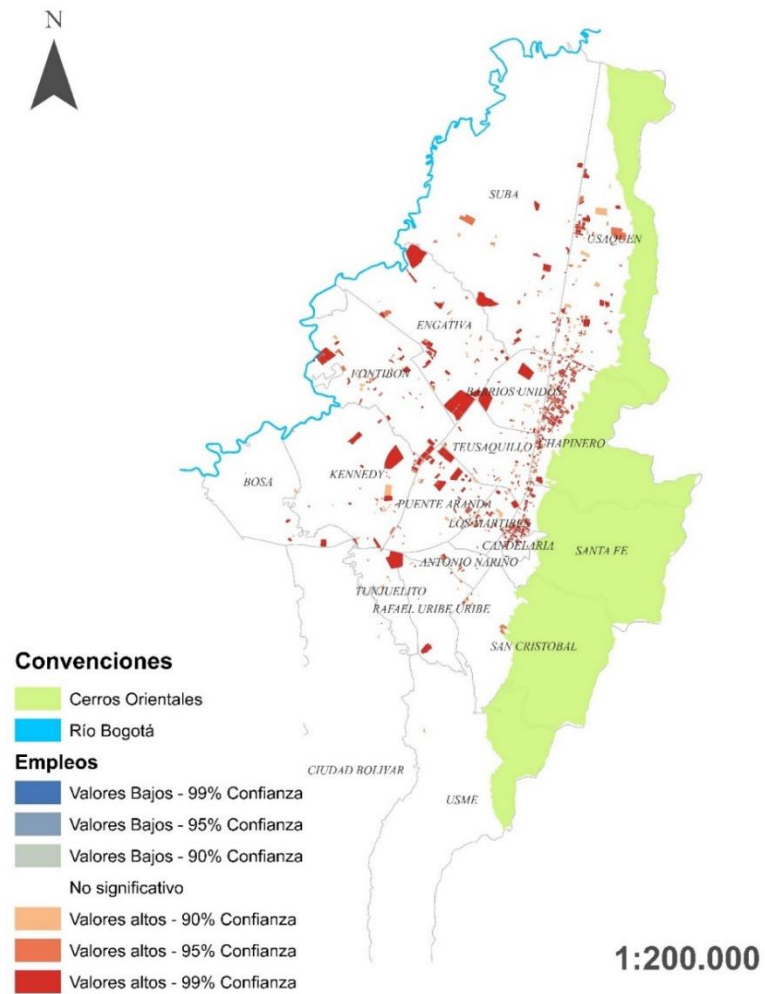 N
SUBA
USAQUEN
ENGATIVA
FONTIBON
BARRIOS UNIDOS
TEUSAQUILLO
CHAPINERO
BOSA
KENNEDY
PUENTE ARANDA
LOS MARTIRES
CANDELARIA
SANTA FE
ANTONIO NARIÑO
TUNJUELITO
RAFAEL URIBE URIBE
SAN CRISTOBAL
CIUDAD BOLIVAR
USME
Convenciones
Cerros Orientales
Río Bogotá
Empleos
Valores Bajos - 99% Confianza
Valores Bajos - 95% Confianza
Valores Bajos - 90% Confianza
No significativo
Valores altos - 90% Confianza
Valores altos - 95% Confianza
Valores altos - 99% Confianza
1:200.000